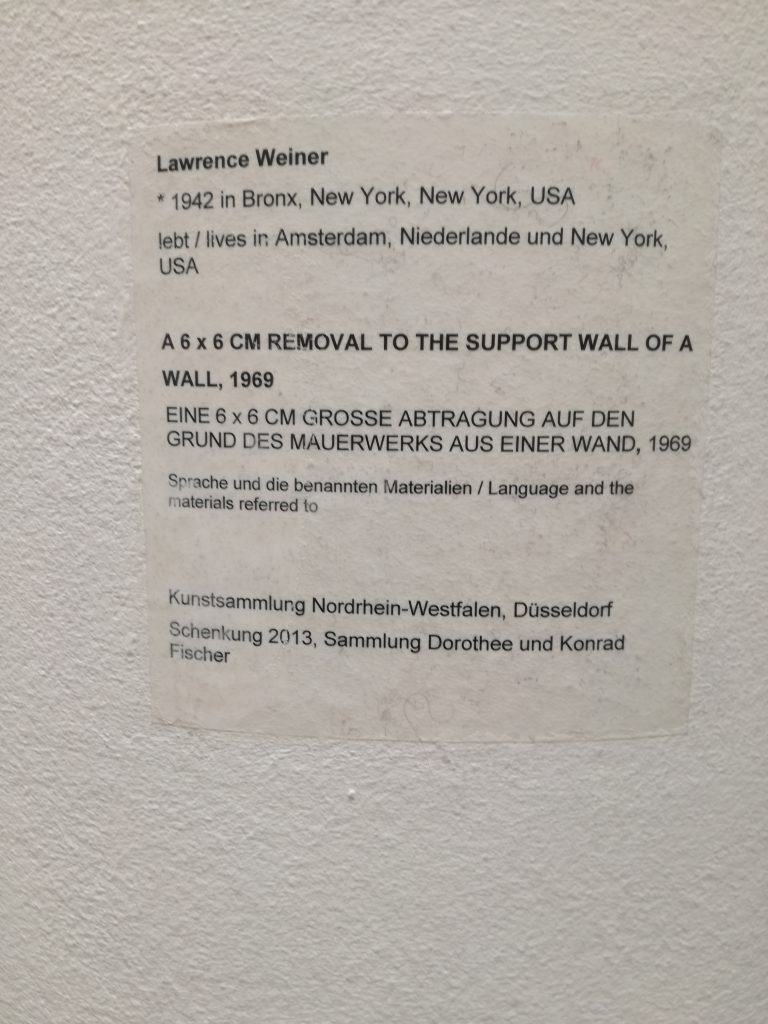 Lawrence Weiner
* 1942 in Bronx, New York, New York, USA
lebt / lives in Amsterdam, Niederlande und New York,
USA
A 6 x 6 CM REMOVAL TO THE SUPPORT WALL OF A
WALL, 1969
EINE 6 x 6 CM GROSSE ABTRAGUNG AUF DEN
GRUND DES MAUERWERKS AUS EINER WAND, 1969
Sprache und die benannten Materialien / Language and the
materials referred to
Kunstsammlung Nordrhein-Westfalen, Düsseldorf
Schenkung 2013, Sammlung Dorothee und Konrad
Fischer